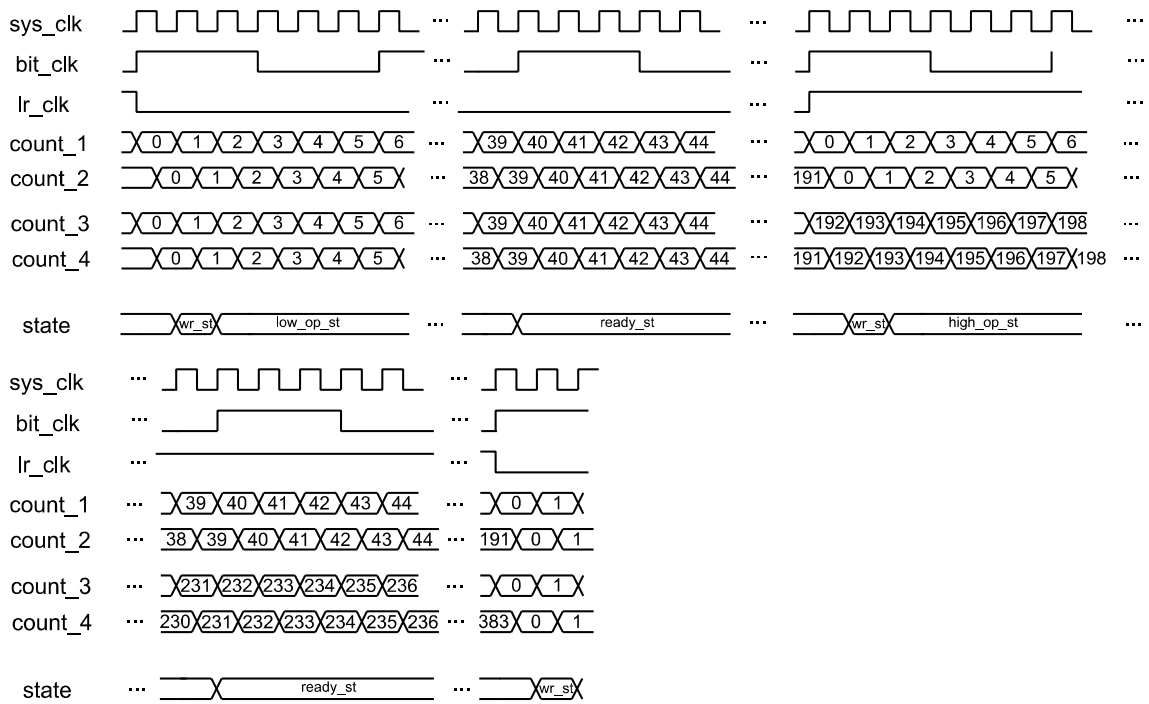 sys_clk ... ... ...
bit_clk ... ... ...
lr_clk ... ... ...
count_1 0 1 2 3 4 5 6 ... 39 40 41 42 43 44 ... 0 1 2 3 4 5 6 ...
count_2 0 1 2 3 4 5 ... 38 39 40 41 42 43 44 ... 191 0 1 2 3 4 5 ...
count_3 0 1 2 3 4 5 6 ... 39 40 41 42 43 44 ... 192 193 194 195 196 197 198 ...
count_4 0 1 2 3 4 5 ... 38 39 40 41 42 43 44 ... 191 192 193 194 195 196 197 198 ...
state wr_st low_op_st ... ready_st ... wr_st high_op_st ...
sys_clk ... ...
bit_clk ... ...
lr_clk ... ...
count_1 ... 39 40 41 42 43 44 ... 0 1
count_2 ... 38 39 40 41 42 43 44 ... 191 0 1
count_3 ... 231 232 233 234 235 236 ... 0 1
count_4 ... 230 231 232 233 234 235 236 ... 383 0 1
state ... ready_st ... wr_st